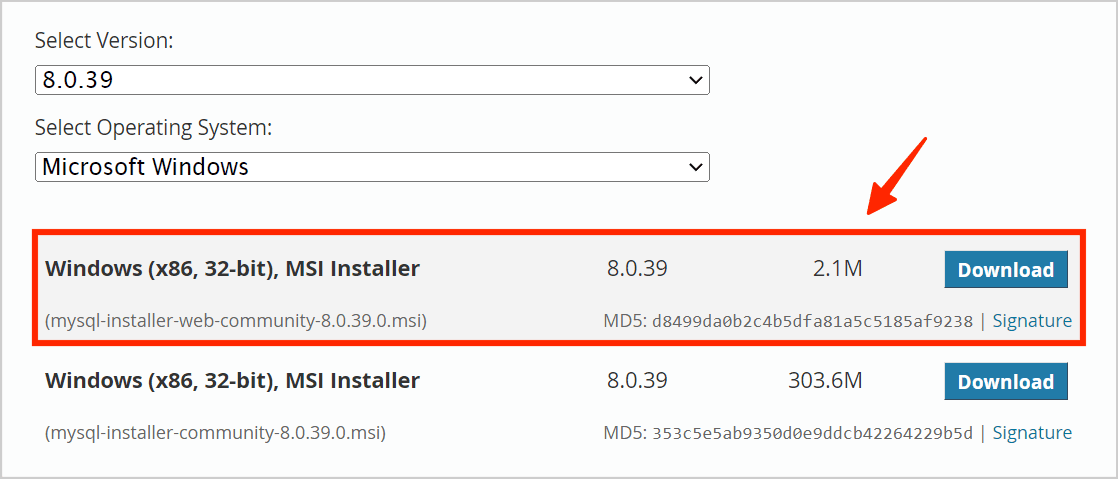 Select Version:
8.0.39
Select Operating System:
Microsoft Windows
Windows (x86, 32-bit), MSI Installer 8.0.39 2.1M Download
(mysql-installer-web-community-8.0.39.0.msi) MD5: d8499da0b2c4b5dfa81a5c5185af9238 | Signature
Windows (x86, 32-bit), MSI Installer 8.0.39 303.6M Download
(mysql-installer-community-8.0.39.0.msi) MD5: 353c5e5ab9350d0e9ddcb42264229b5d | Signature